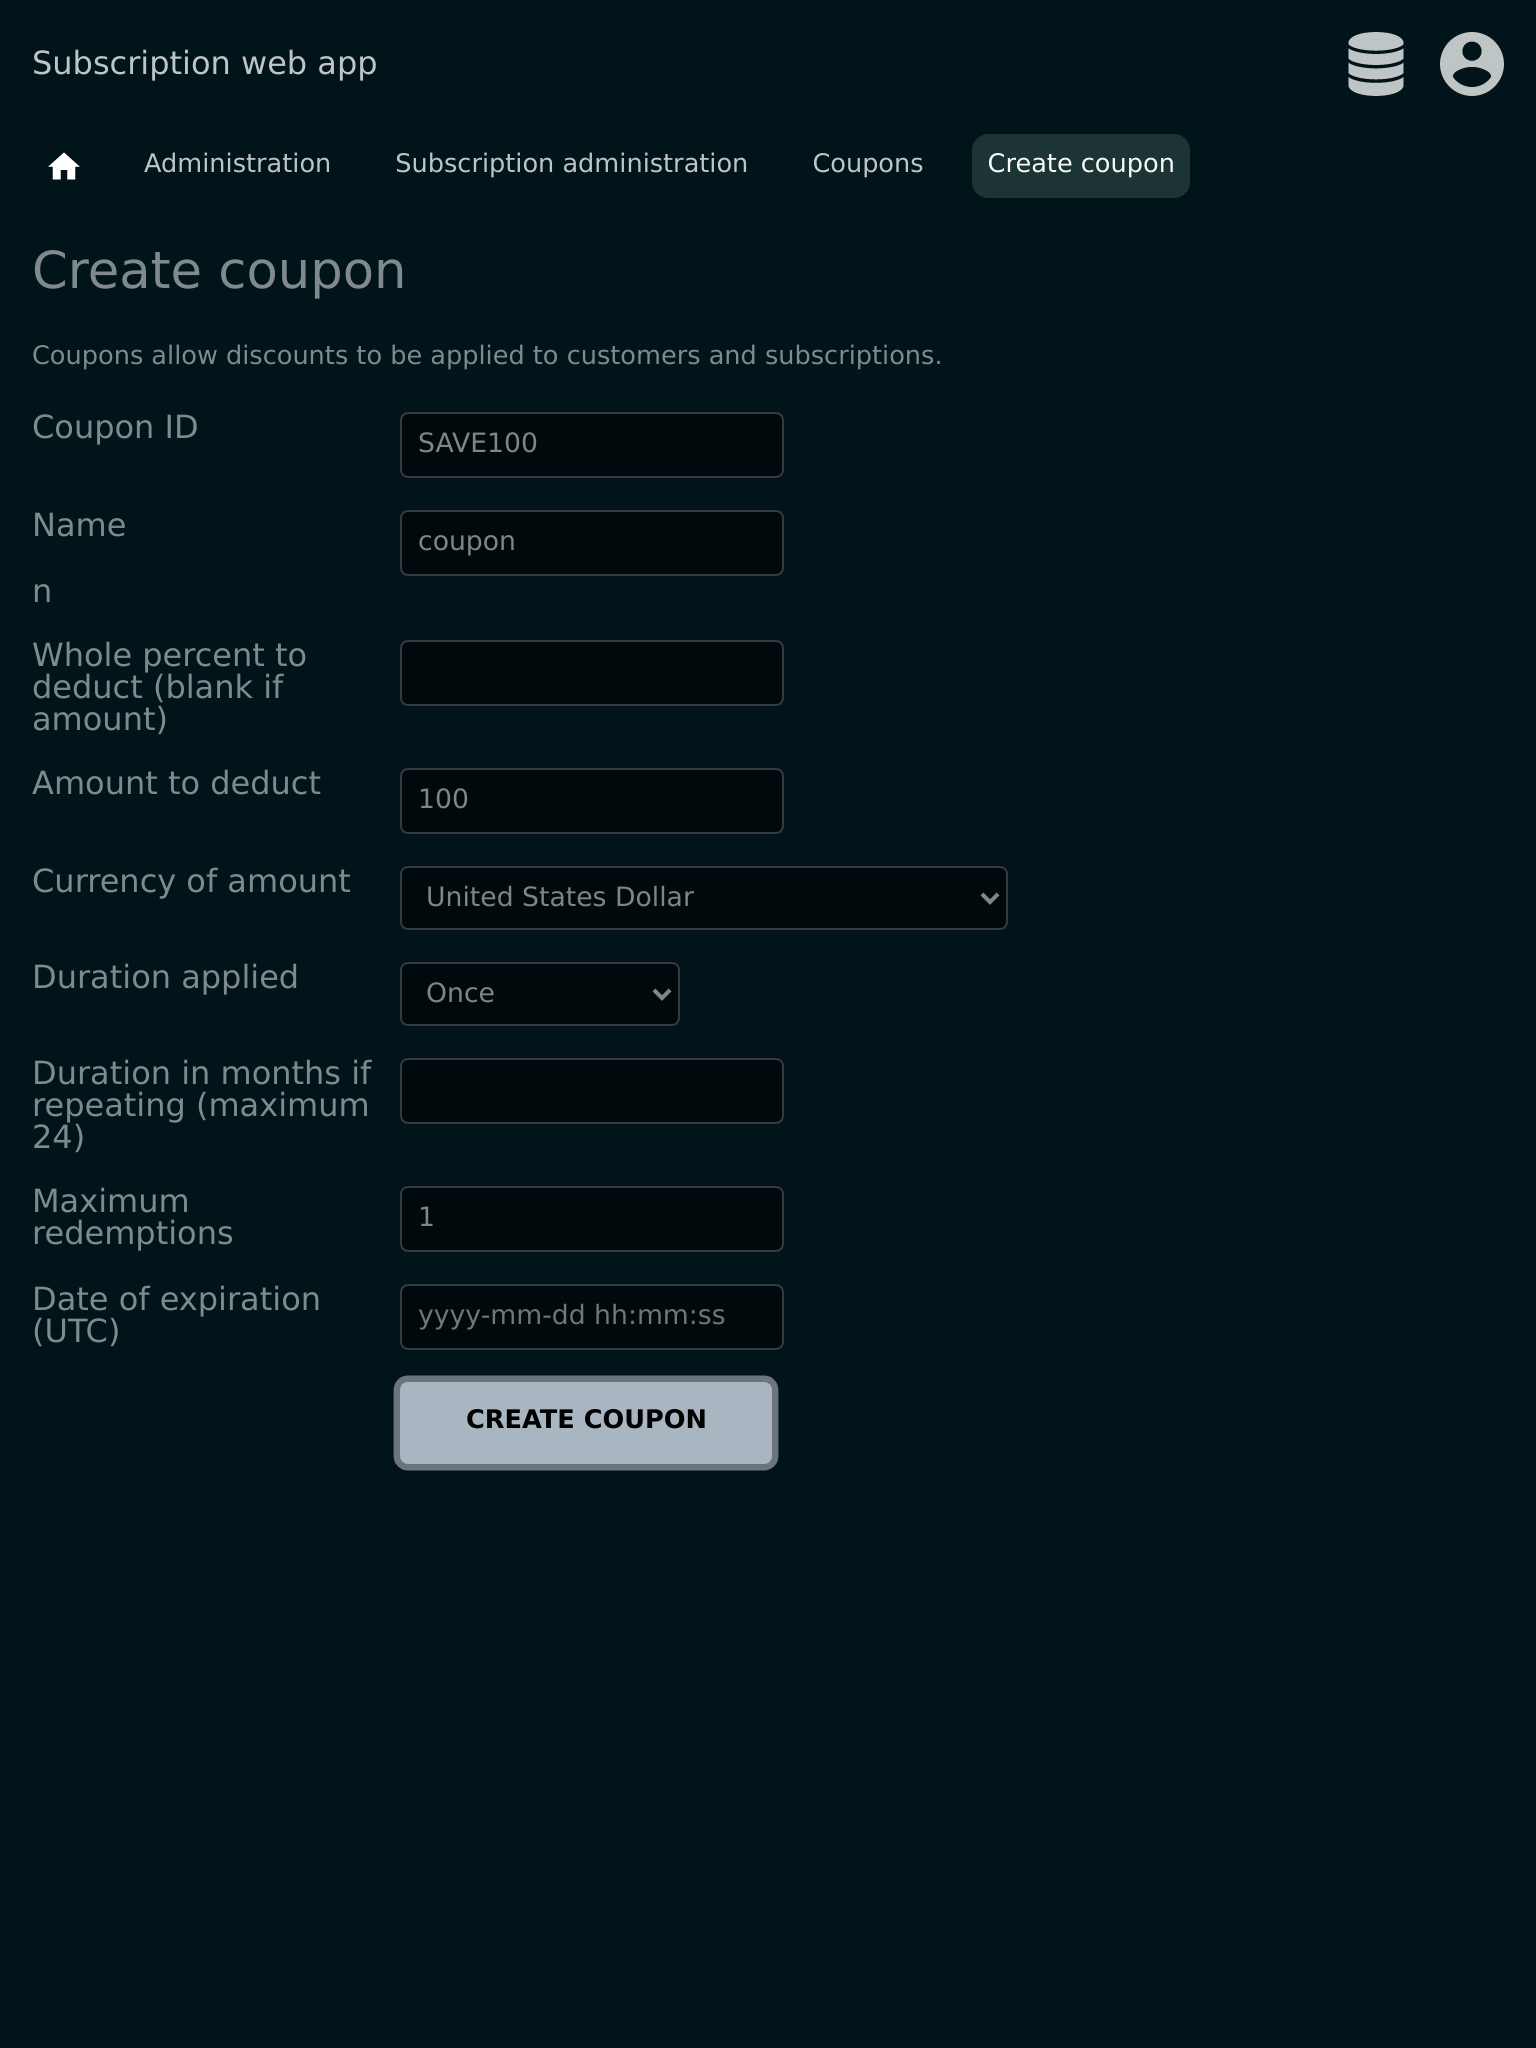 Subscription web app
Administration
Subscription administration
Coupons
Create coupon
Create coupon
Coupons allow discounts to be applied to customers and subscriptions.
Coupon ID
SAVE100
Name
coupon
n
Whole percent to
deduct (blank if
amount)
Amount to deduct
100
Currency of amount
United States Dollar
Duration applied
Once
Duration in months if
repeating (maximum
24)
Maximum
redemptions
1
Date of expiration
(UTC)
yyyy-mm-dd hh:mm:ss
CREATE COUPON